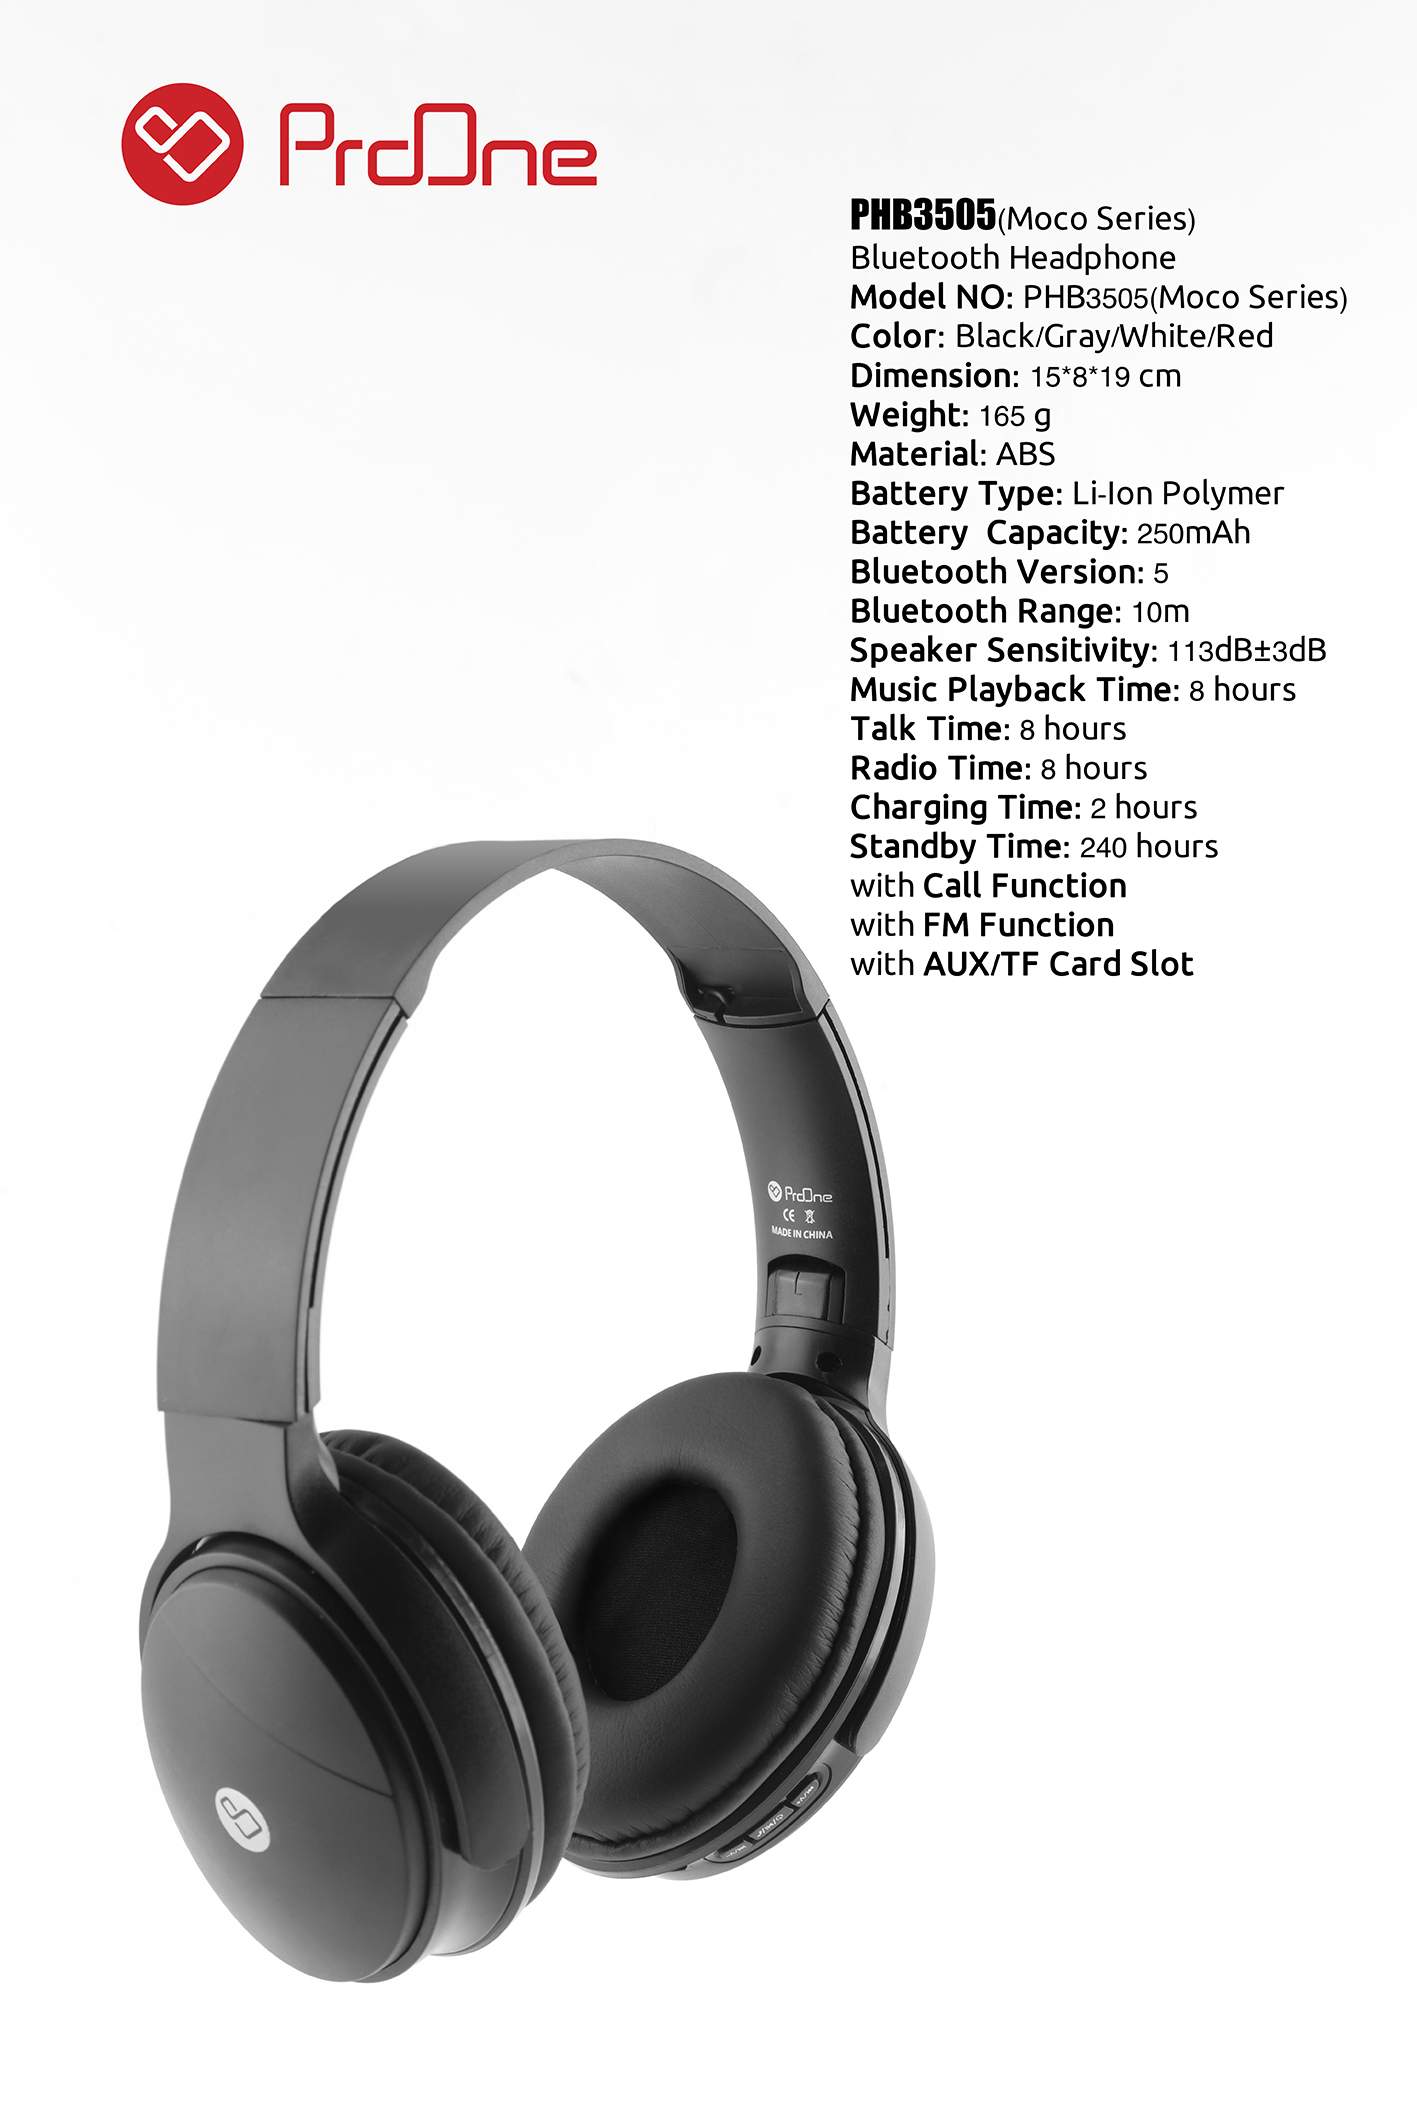 ProOne
PHB3505(Moco Series)
Bluetooth Headphone
Model NO: PHB3505(Moco Series)
Color: Black/Gray/White/Red
Dimension: 15*8*19 cm
Weight: 165 g
Material: ABS
Battery Type: Li-Ion Polymer
Battery  Capacity: 250mAh
Bluetooth Version: 5
Bluetooth Range: 10m
Speaker Sensitivity: 113dB±3dB
Music Playback Time: 8 hours
Talk Time: 8 hours
Radio Time: 8 hours
Charging Time: 2 hours
Standby Time: 240 hours
with Call Function
with FM Function
with AUX/TF Card Slot
ProOne
CE
MADE IN CHINA